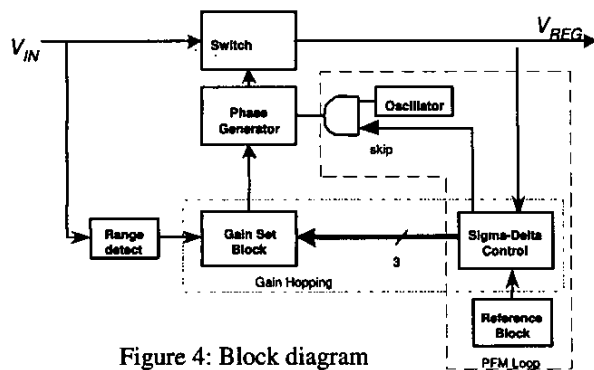 V_IN
Switch
V_REG
Phase
Generator
Oscillator
skip
Range
detect
Gain Set
Block
3
Sigma-Delta
Control
Gain Hopping
Reference
Block
PFM Loop
Figure 4: Block diagram